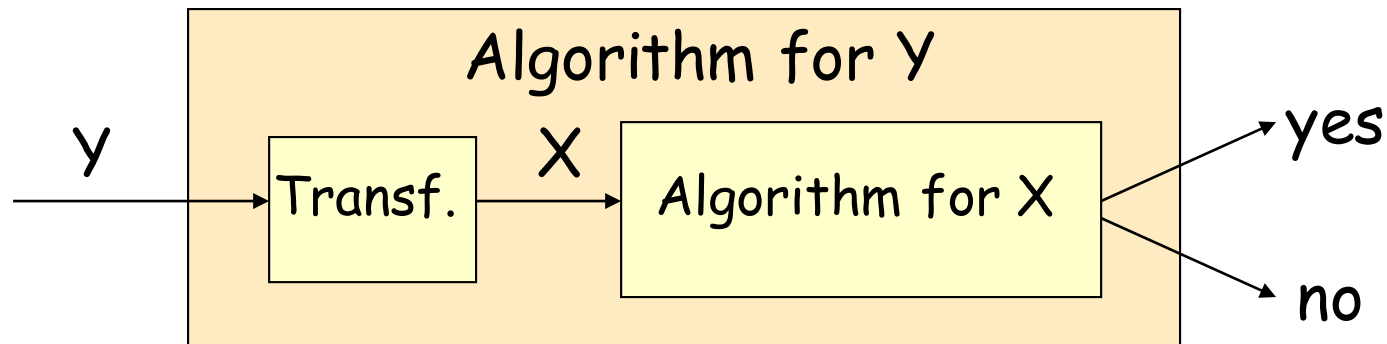 Algorithm for Y
Y
Transf.
X
Algorithm for X
yes
no